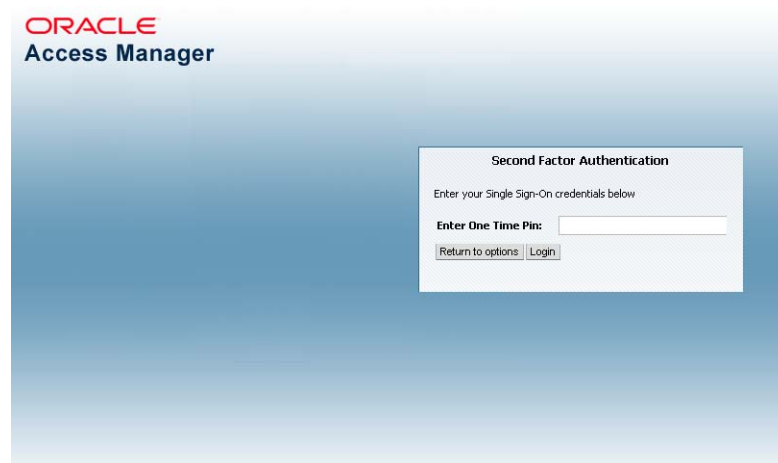 ORACLE
Access Manager
Second Factor Authentication
Enter your Single Sign-On credentials below
Enter One Time Pin:
Return to options Login